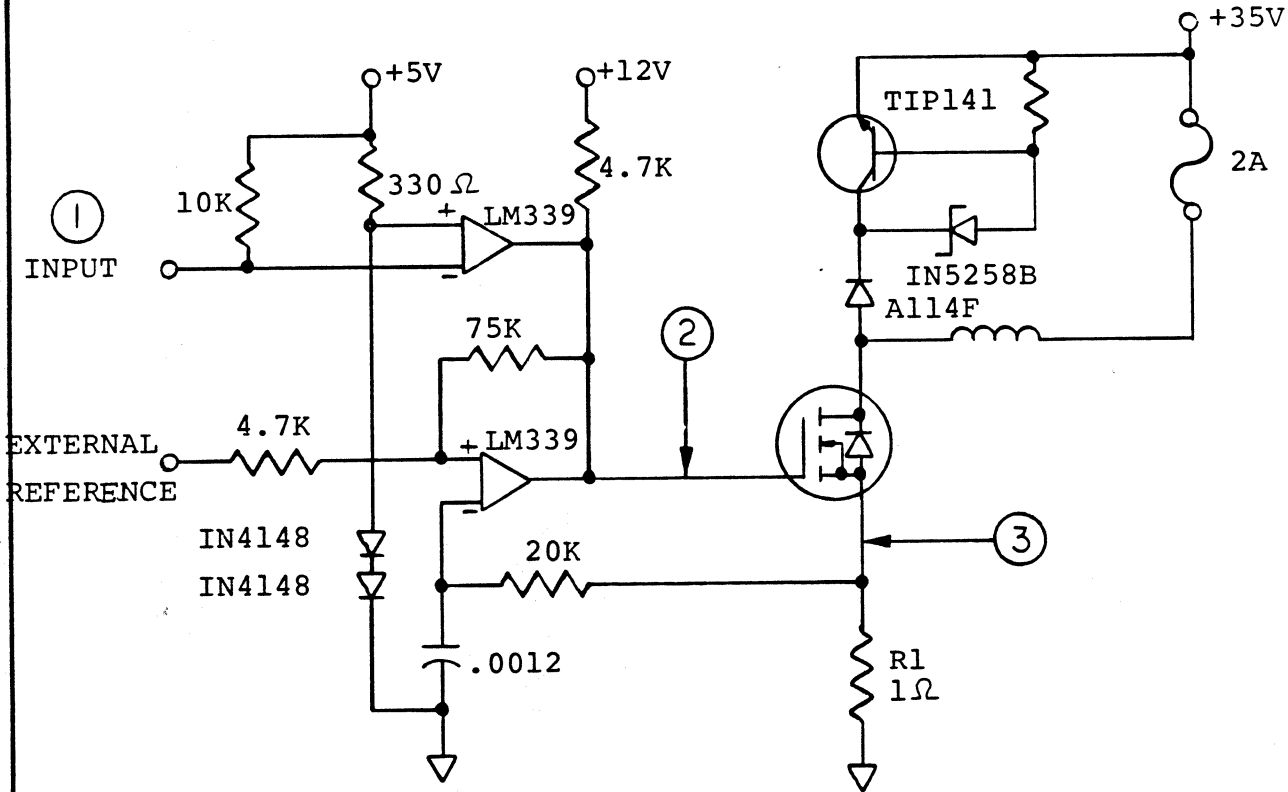 +35V
+5V
+12V
TIP141
2A
4.7K
330 Ω
10K
1
+
LM339
INPUT
-
IN5258B
A114F
75K
2
4.7K
+
LM339
EXTERNAL
REFERENCE
-
IN4148
20K
3
IN4148
.0012
R1
1Ω